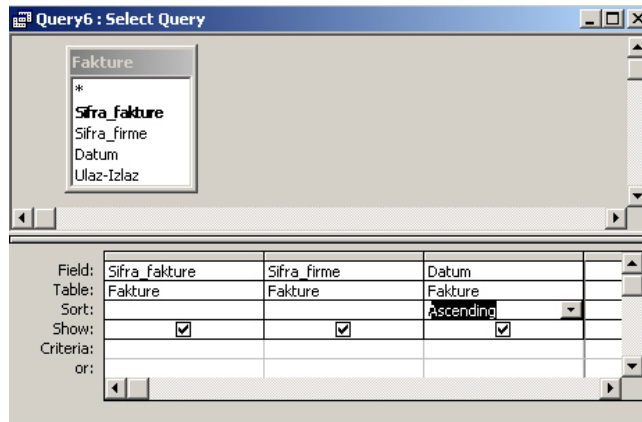 Query6 : Select Query
Fakture
*
Sifra_fakture
Sifra_firme
Datum
Ulaz-Izlaz
Field: Sifra_fakture Sifra_firme Datum
Table: Fakture Fakture Fakture
Sort: Ascending
Show:
Criteria:
or: